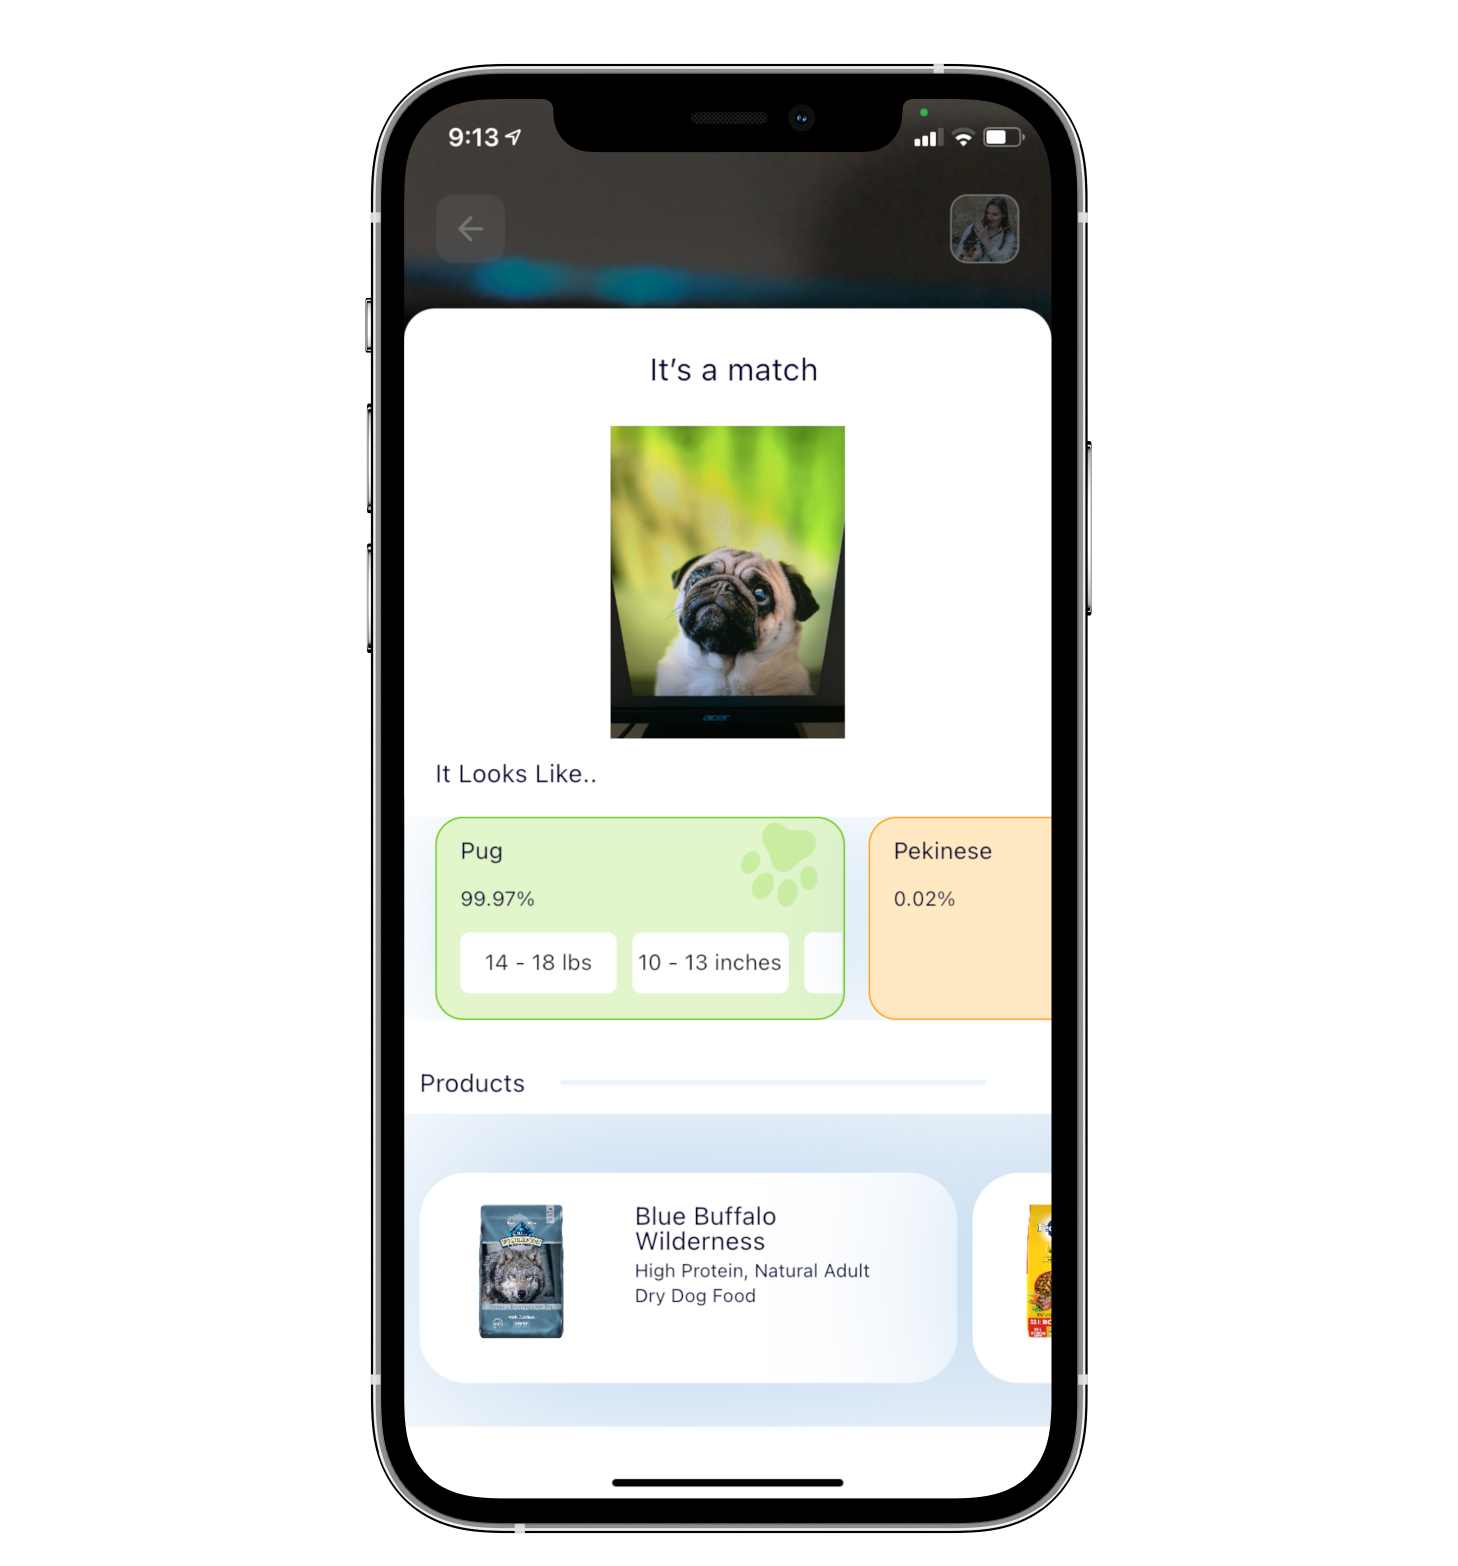 9:13
It's a match
acer
It Looks Like..
Pug
Pekinese
99.97%
0.02%
14 - 18 lbs
10 - 13 inches
Products
Blue Buffalo
Wilderness
High Protein, Natural Adult
Dry Dog Food